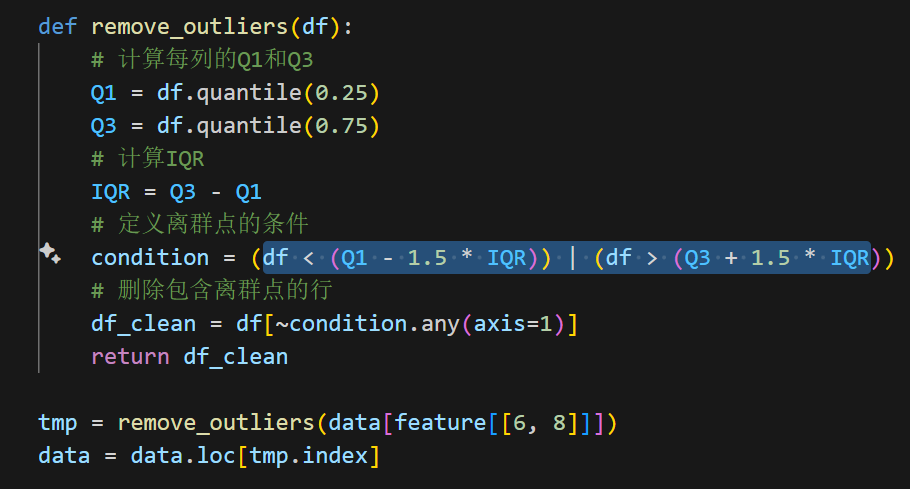 def remove_outliers(df):
    # 计算每列的Q1和Q3
    Q1 = df.quantile(0.25)
    Q3 = df.quantile(0.75)
    # 计算IQR
    IQR = Q3 - Q1
    # 定义离群点的条件
    condition = (df < (Q1 - 1.5 * IQR)) | (df > (Q3 + 1.5 * IQR))
    # 删除包含离群点的行
    df_clean = df[~condition.any(axis=1)]
    return df_clean
tmp = remove_outliers(data[feature[[6, 8]]])
data = data.loc[tmp.index]